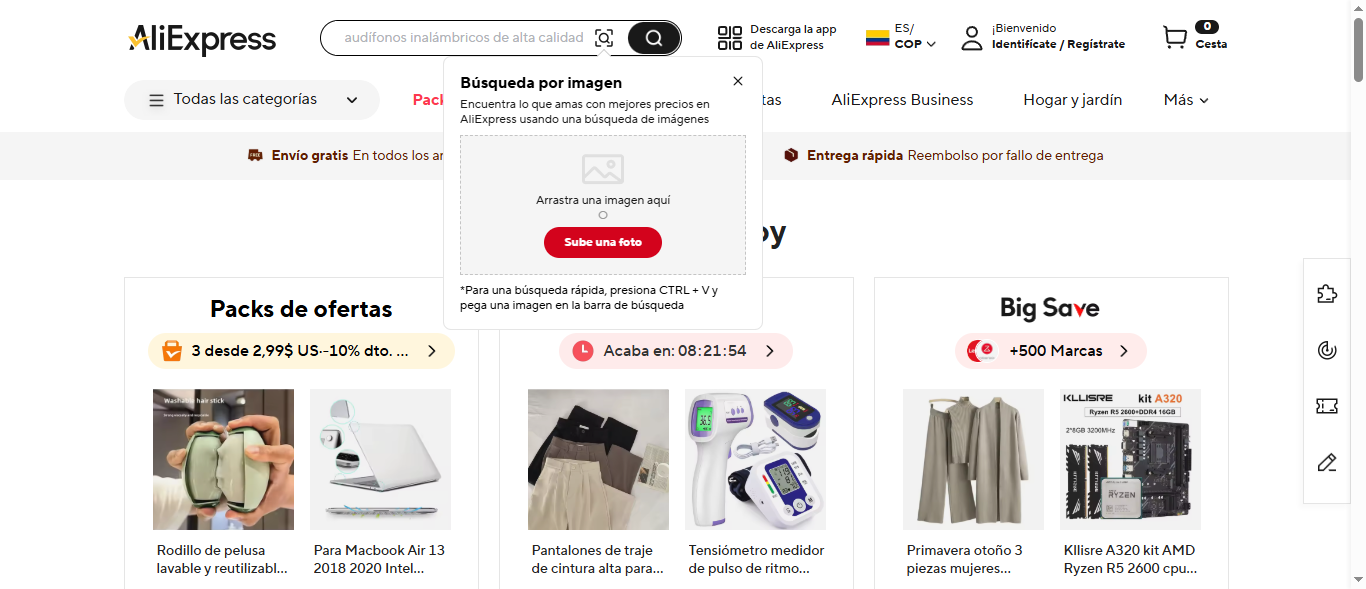 AliExpress
audífonos inalámbricos de alta calidad
Descarga la app
de AliExpress
ES/
COP
¡Bienvenido
Identifícate / Regístrate
0
Cesta
Todas las categorías
Pack
tas
AliExpress Business
Hogar y jardín
Más
Búsqueda por imagen
Encuentra lo que amas con mejores precios en
AliExpress usando una búsqueda de imágenes
Arrastra una imagen aquí
O
Sube una foto
*Para una búsqueda rápida, presiona CTRL + V y
pega una imagen en la barra de búsqueda
Envío gratis En todos los ar
Entrega rápida Reembolso por fallo de entrega
oy
Packs de ofertas
3 desde 2,99$ US·-10% dto. ...
Acaba en: 08:21:54
Big Save
+500 Marcas
Washable hair stick
KLLISRE kit A320
Ryzen R5 2600+DDR4 16GB
2*8GB 3200MHz
RYZEN
Rodillo de pelusa
lavable y reutilizabl...
Para Macbook Air 13
2018 2020 Intel...
Pantalones de traje
de cintura alta para...
Tensiómetro medidor
de pulso de ritmo...
Primavera otoño 3
piezas mujeres...
Kllisre A320 kit AMD
Ryzen R5 2600 cpu...